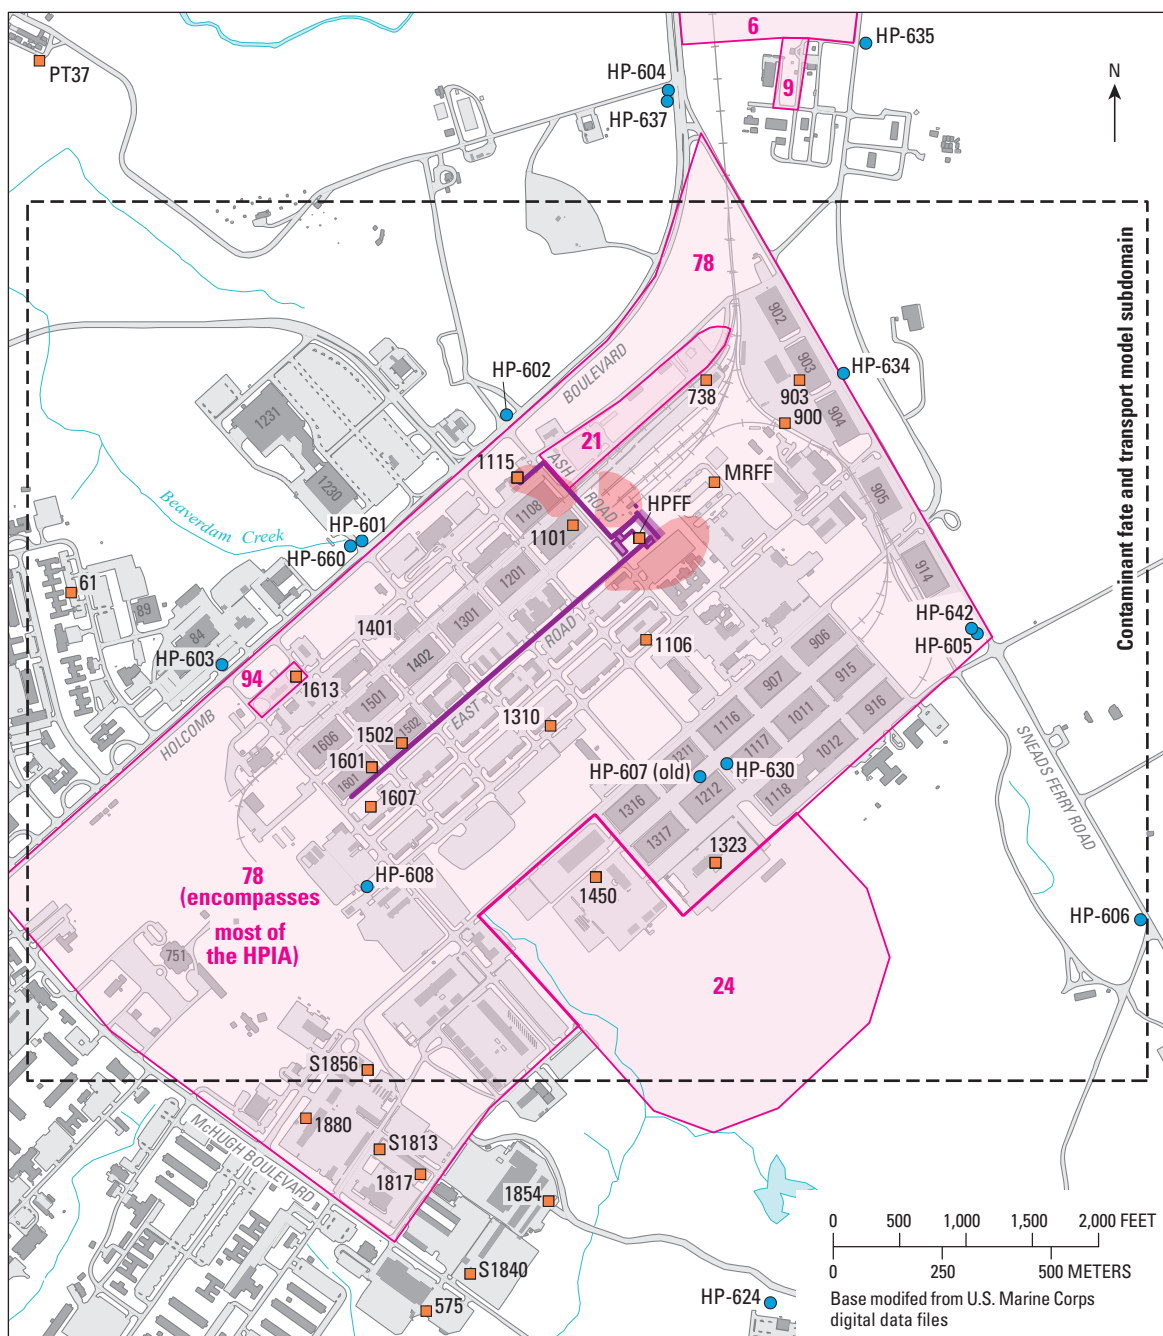 6
HP-635
PT37
HP-604
9
HP-637
N
78
Contaminant fate and transport model subdomain
902
BOULEVARD
HP-602
903
HP-634
738
903
900
904
1231
21
ASH ROAD
1115
MRFF
1230
905
1108
HPFF
Beaverdam Creek
HP-601
1101
HP-660
1201
914
61
89
HP-642
84
1401
1301
ROAD
HP-605
HP-603
1402
1106
906
94
1613
907
915
1501
EAST
916
HOLCOMB
1502
1310
1116
1011
1606
1502
1117
1012
SNEADS FERRY ROAD
1601
1211
HP-630
1601
HP-607 (old)
1212
1118
1607
1316
1317
1323
78
HP-608
1450
(encompasses
HP-606
most of
751
the HPIA)
24
S1856
1880
McHUGH BOULEVARD
S1813
1817
1854
0 500 1,000 1,500 2,000 FEET
S1840
0 250 500 METERS
HP-624
575
Base modifed from U.S. Marine Corps
digital data files